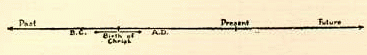 Past Present Future
B.C. A.D.
Birth of
Christ